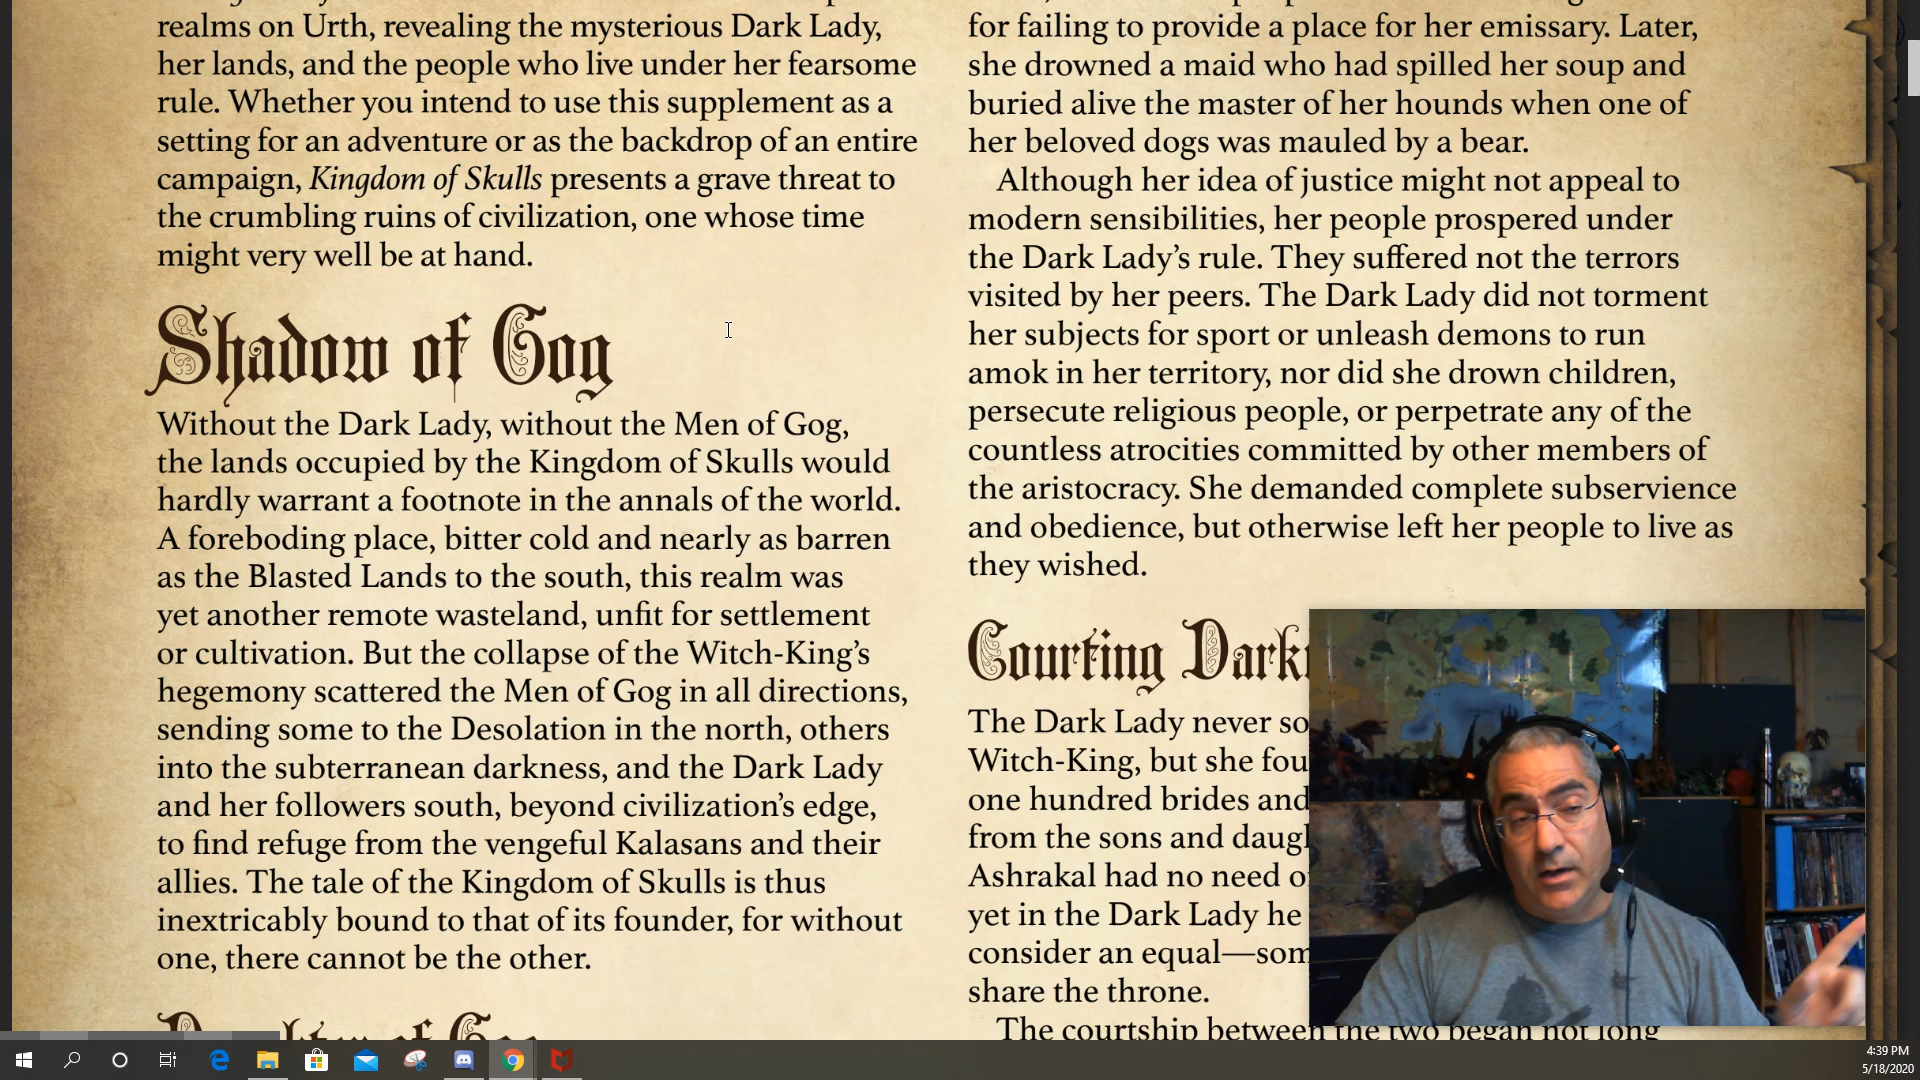 realms on Urth, revealing the mysterious Dark Lady,
her lands, and the people who live under her fearsome
rule. Whether you intend to use this supplement as a
setting for an adventure or as the backdrop of an entire
campaign, Kingdom of Skulls presents a grave threat to
the crumbling ruins of civilization, one whose time
might very well be at hand.
Shadow of Gog
Without the Dark Lady, without the Men of Gog,
the lands occupied by the Kingdom of Skulls would
hardly warrant a footnote in the annals of the world.
A foreboding place, bitter cold and nearly as barren
as the Blasted Lands to the south, this realm was
yet another remote wasteland, unfit for settlement
or cultivation. But the collapse of the Witch-King’s
hegemony scattered the Men of Gog in all directions,
sending some to the Desolation in the north, others
into the subterranean darkness, and the Dark Lady
and her followers south, beyond civilization’s edge,
to find refuge from the vengeful Kalasans and their
allies. The tale of the Kingdom of Skulls is thus
inextricably bound to that of its founder, for without
one, there cannot be the other.
for failing to provide a place for her emissary. Later,
she drowned a maid who had spilled her soup and
buried alive the master of her hounds when one of
her beloved dogs was mauled by a bear.
Although her idea of justice might not appeal to
modern sensibilities, her people prospered under
the Dark Lady’s rule. They suffered not the terrors
visited by her peers. The Dark Lady did not torment
her subjects for sport or unleash demons to run
amok in her territory, nor did she drown children,
persecute religious people, or perpetrate any of the
countless atrocities committed by other members of
the aristocracy. She demanded complete subservience
and obedience, but otherwise left her people to live as
they wished.
Courting Dark
The Dark Lady never so
Witch-King, but she fou
one hundred brides and
from the sons and daug
Ashrakal had no need o
yet in the Dark Lady he
consider an equal—som
share the throne.
The courtship between the two began not long
4:39 PM
5/18/2020